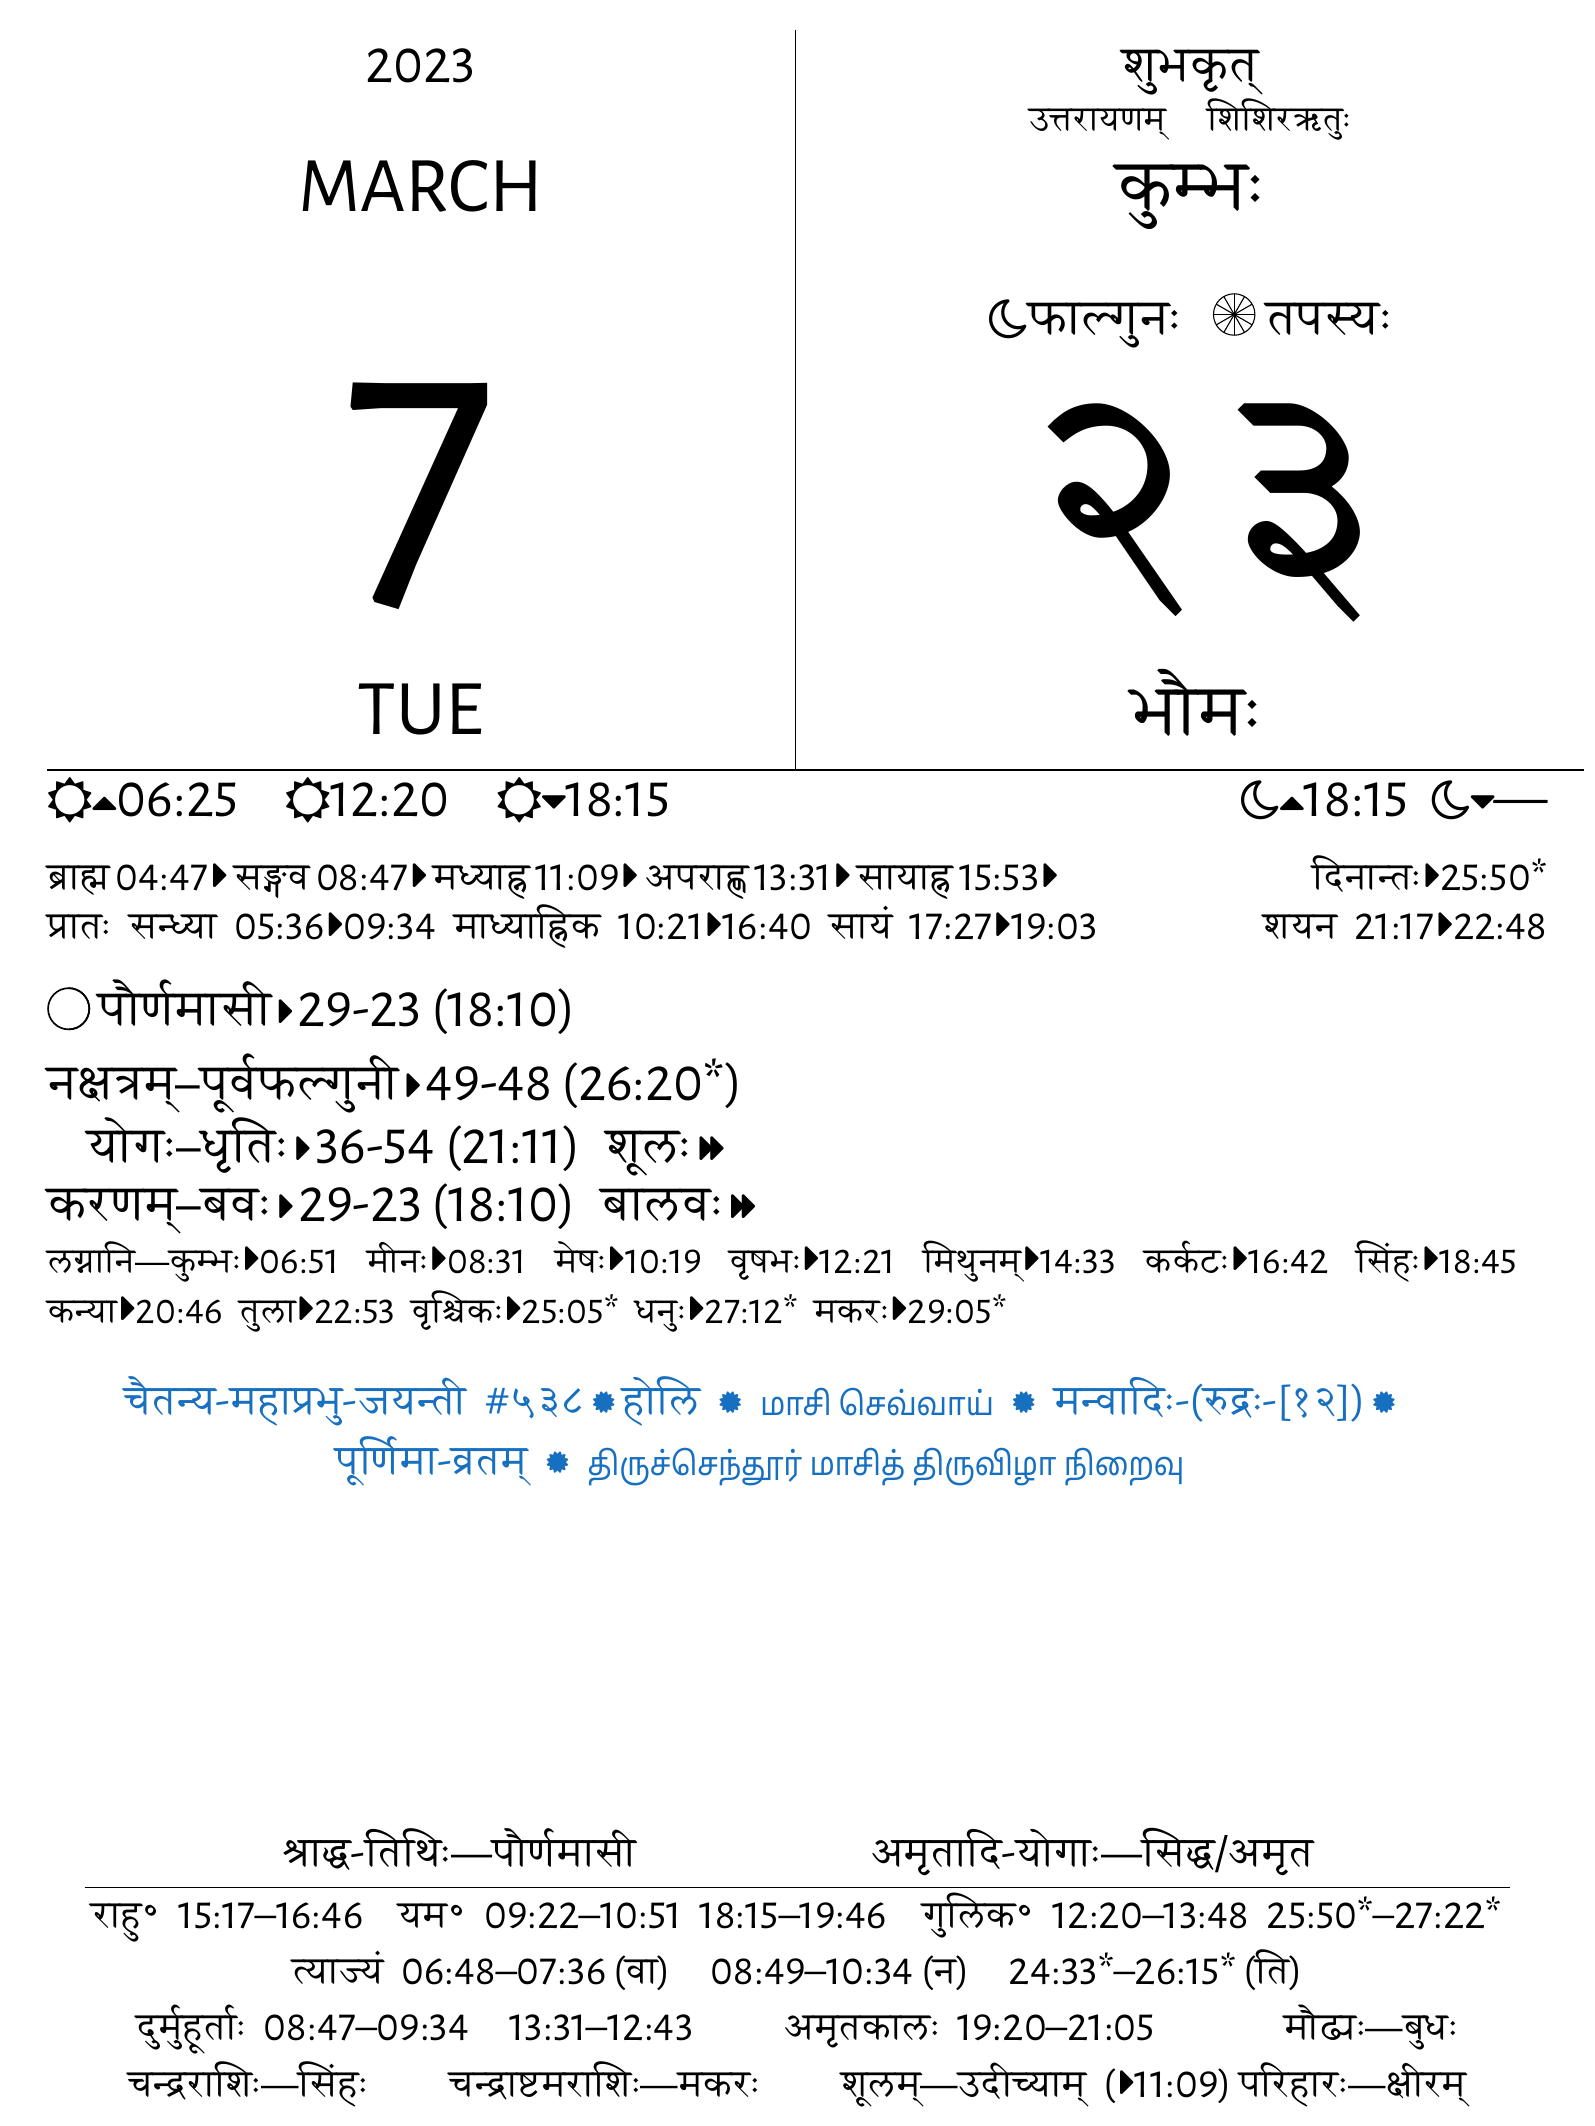 2023
MARCH
7
TUE
शुभकृत्
उत्तरायणम् शिशिरऋतुः
कुम्भः
फाल्गुनः तपस्यः
२३
भौमः
06:25 12:20 18:15 18:15 —
ब्राह्म 04:47 सङ्गव 08:47 मध्याह्न 11:09 अपराह्ण 13:31 सायाह्न 15:53 दिनान्तः 25:50*
प्रातः सन्ध्या 05:36 09:34 माध्याह्निक 10:21 16:40 सायं 17:27 19:03 शयन 21:17 22:48
पौर्णमासी 29-23 (18:10)
नक्षत्रम्–पूर्वफल्गुनी 49-48 (26:20*)
योगः–धृतिः 36-54 (21:11) शूलः
करणम्–बवः 29-23 (18:10) बालवः
लग्नानि—कुम्भः 06:51 मीनः 08:31 मेषः 10:19 वृषभः 12:21 मिथुनम् 14:33 कर्कटः 16:42 सिंहः 18:45
कन्या 20:46 तुला 22:53 वृश्चिकः 25:05* धनुः 27:12* मकरः 29:05*
चैतन्य-महाप्रभु-जयन्ती #५३८ होलि மாசி செவ்வாய் मन्वादिः-(रुद्रः-[१२])
पूर्णिमा-व्रतम् திருச்செந்தூர் மாசித் திருவிழா நிறைவு
श्राद्ध-तिथिः—पौर्णमासी अमृतादि-योगाः—सिद्ध/अमृत
राहु॰ 15:17–16:46 यम॰ 09:22–10:51 18:15–19:46 गुलिक॰ 12:20–13:48 25:50*–27:22*
त्याज्यं 06:48–07:36 (वा) 08:49–10:34 (न) 24:33*–26:15* (ति)
दुर्मुहूर्ताः 08:47–09:34 13:31–12:43 अमृतकालः 19:20–21:05 मौढ्यः—बुधः
चन्द्रराशिः—सिंहः चन्द्राष्टमराशिः—मकरः शूलम्—उदीच्याम् (11:09) परिहारः—क्षीरम्